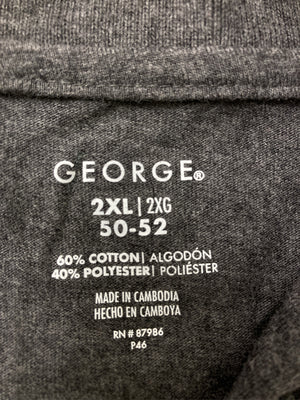 GEORGE®
2XL | 2XG
50-52
60% COTTON | ALGODÓN
40% POLYESTER | POLIÉSTER
MADE IN CAMBODIA
HECHO EN CAMBOYA
RN # 87986
P46